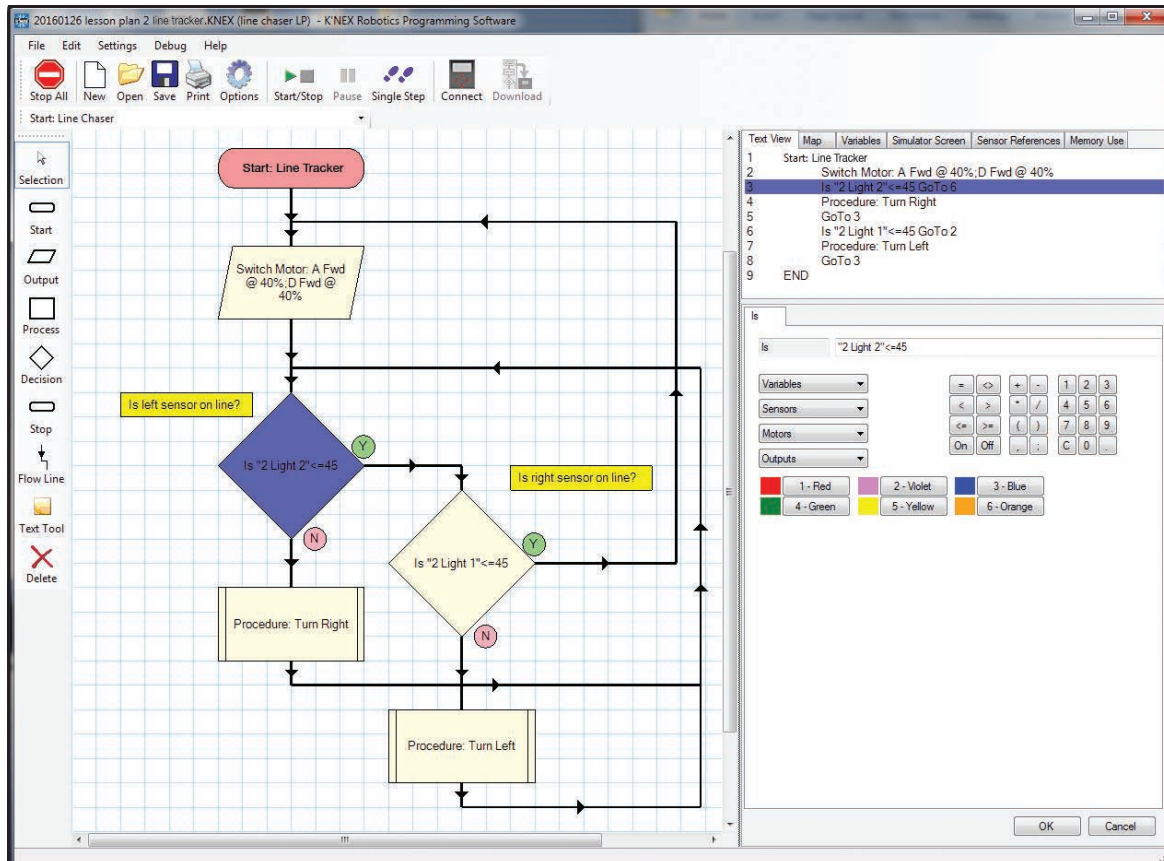 20160126 lesson plan 2 line tracker.KNEX (line chaser LP) - K'NEX Robotics Programming Software
File Edit Settings Debug Help
Stop All New Open Save Print Options Start/Stop Pause Single Step Connect Download
Start: Line Chaser
Selection
Start
Output
Process
Decision
Stop
Flow Line
Text Tool
Delete
Start: Line Tracker
Switch Motor: A Fwd
@ 40%;D Fwd @
40%
Is left sensor on line?
Is "2 Light 2"<=45
Y
N
Is right sensor on line?
Is "2 Light 1"<=45
Y
N
Procedure: Turn Right
Procedure: Turn Left
Text View Map Variables Simulator Screen Sensor References Memory Use
1 Start: Line Tracker
2 Switch Motor: A Fwd @ 40%;D Fwd @ 40%
3 Is "2 Light 2"<=45 GoTo 6
4 Procedure: Turn Right
5 GoTo 3
6 Is "2 Light 1"<=45 GoTo 2
7 Procedure: Turn Left
8 GoTo 3
9 END
Is
Is "2 Light 2"<=45
Variables
Sensors
Motors
Outputs
= <> + - 1 2 3
< > * / 4 5 6
<= >= ( ) 7 8 9
On Off , ; C 0 .
1 - Red 2 - Violet 3 - Blue
4 - Green 5 - Yellow 6 - Orange
OK Cancel